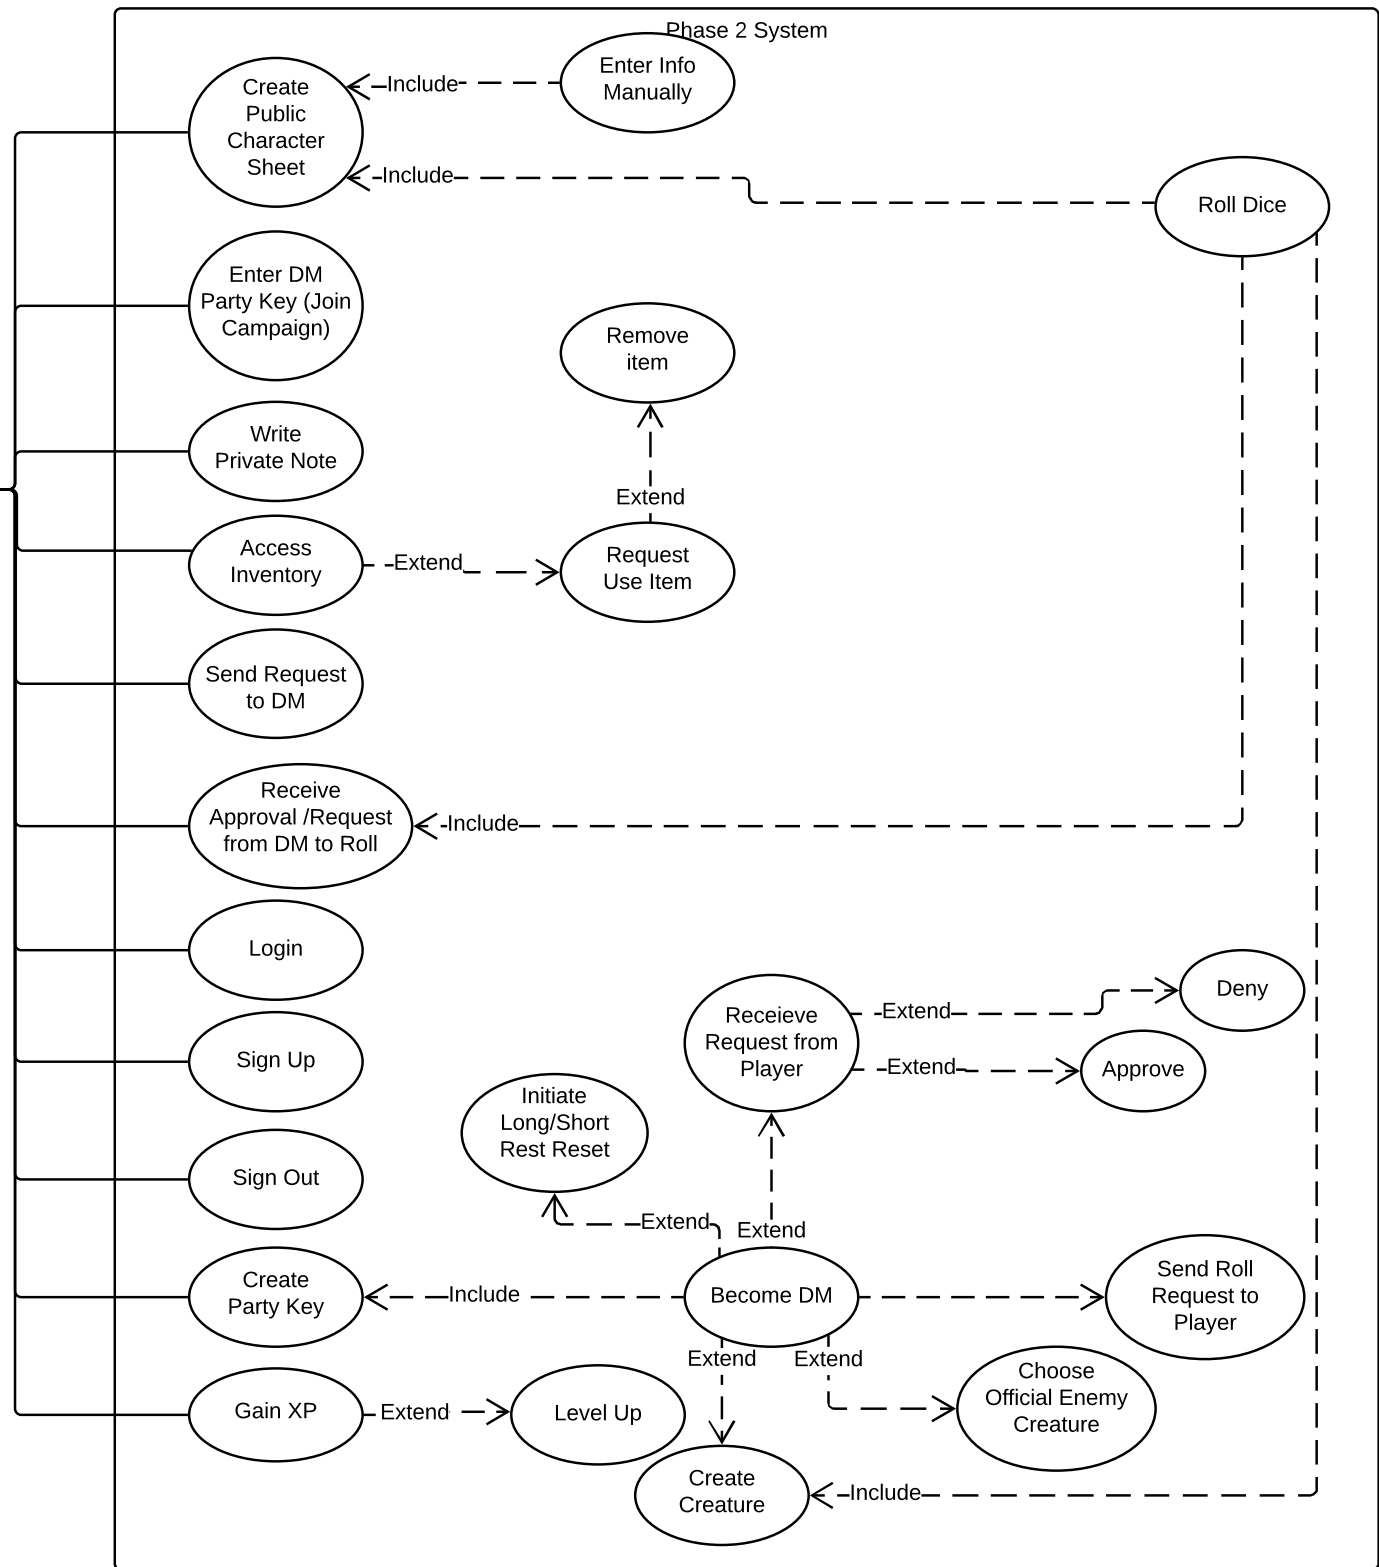 Phase 2 System
Create
Public
Character
Sheet
Include
Enter Info
Manually
Include
Roll Dice
Enter DM
Party Key (Join
Campaign)
Remove
item
Write
Private Note
Extend
Access
Inventory
Extend
Request
Use Item
Send Request
to DM
Receive
Approval /Request
from DM to Roll
Include
Login
Receieve
Request from
Player
Extend
Deny
Extend
Approve
Sign Up
Initiate
Long/Short
Rest Reset
Sign Out
Extend
Extend
Create
Party Key
Include
Become DM
Send Roll
Request to
Player
Extend
Extend
Choose
Official Enemy
Creature
Gain XP
Extend
Level Up
Create
Creature
Include